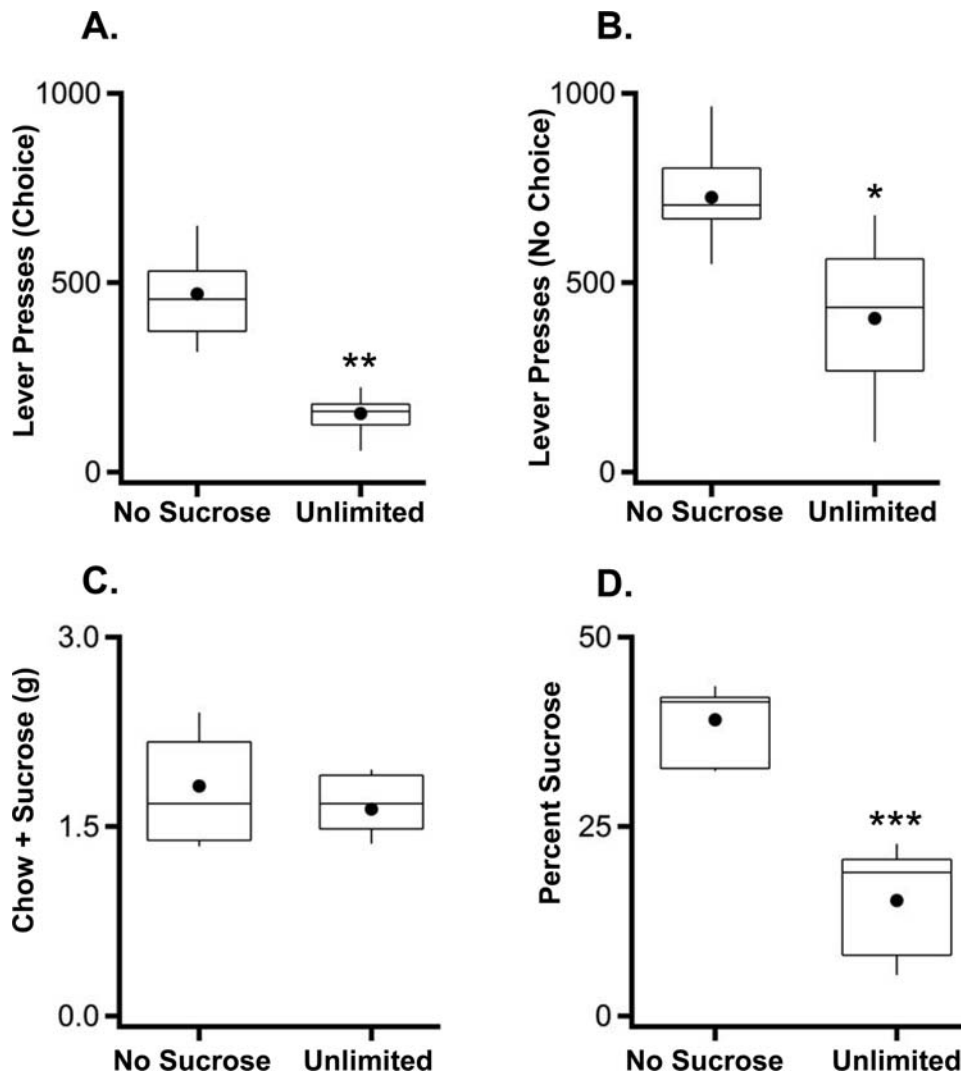 A.
Lever Presses (Choice)
1000
500
0
**
No Sucrose
Unlimited
B.
Lever Presses (No Choice)
1000
500
0
*
No Sucrose
Unlimited
C.
Chow + Sucrose (g)
3.0
1.5
0.0
No Sucrose
Unlimited
D.
Percent Sucrose
50
25
0
***
No Sucrose
Unlimited